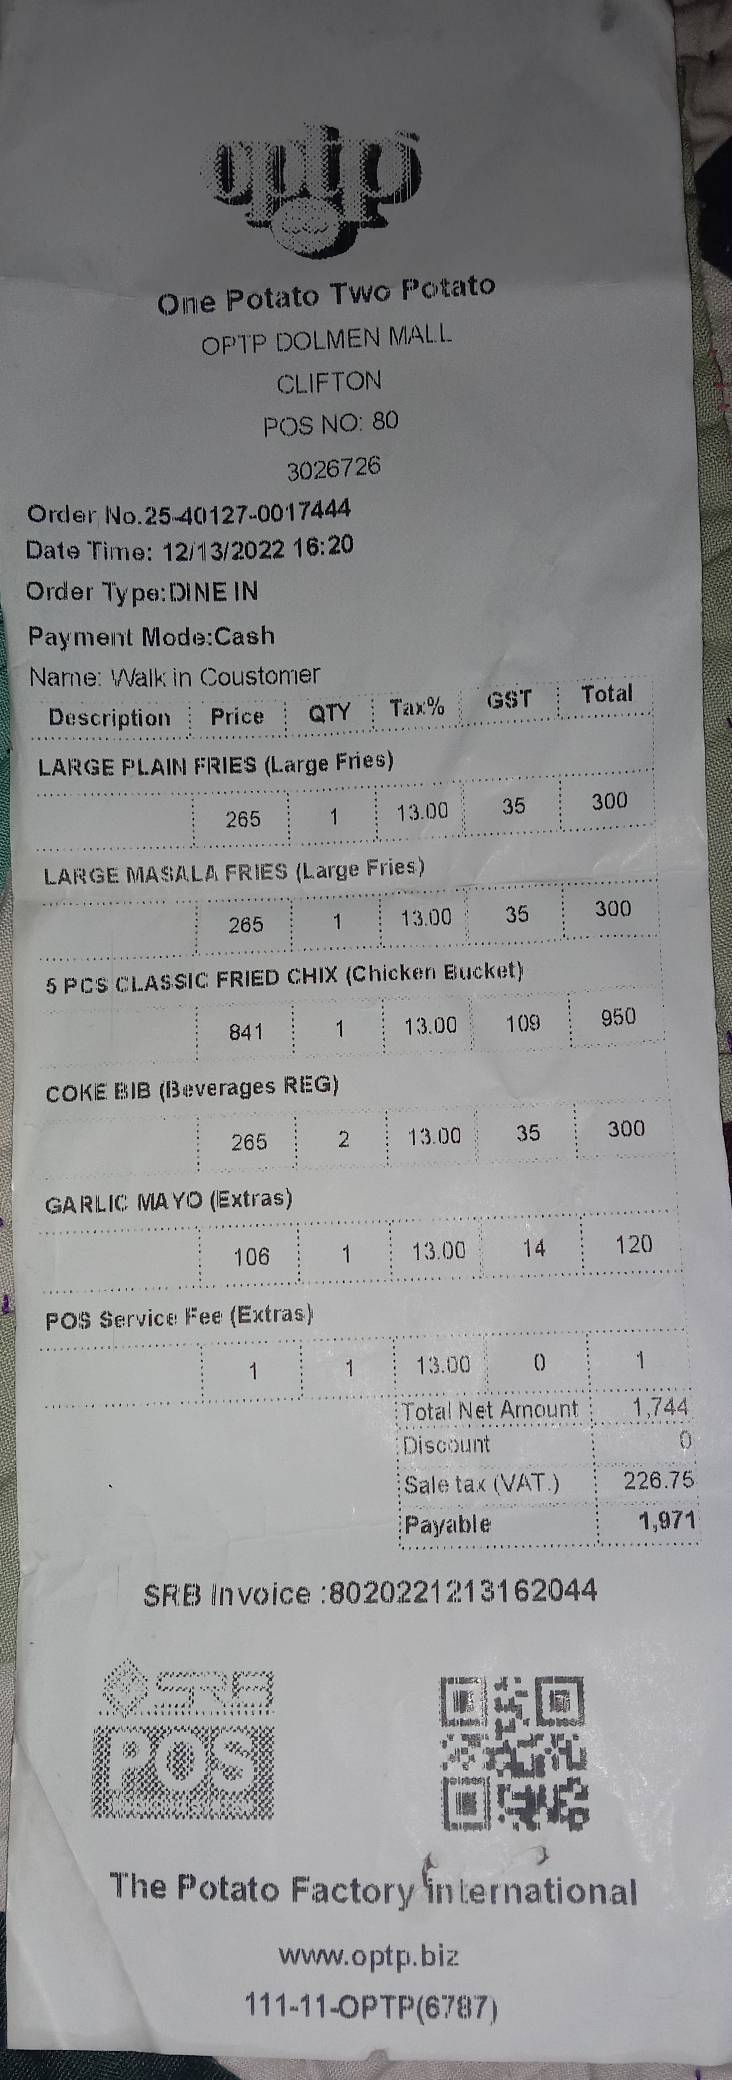 optp
One Potato Two Potato
OPTP DOLMEN MALL
CLIFTON
POS NO: 80
3026726
Order No.25-40127-0017444
Date Time: 12/13/2022 16:20
Order Type:DINE IN
Payment Mode:Cash
Name: Walk in Coustomer
Description Price QTY Tax% GST Total
LARGE PLAIN FRIES (Large Fries)
265 1 13.00 35 300
LARGE MASALA FRIES (Large Fries)
265 1 13.00 35 300
5 PCS CLASSIC FRIED CHIX (Chicken Bucket)
841 1 13.00 109 950
COKE BIB (Beverages REG)
265 2 13.00 35 300
GARLIC MAYO (Extras)
106 1 13.00 14 120
POS Service Fee (Extras)
1 1 13.00 0 1
Total Net Amount 1,744
Discount 0
Sale tax (VAT.) 226.75
Payable 1,971
SRB Invoice :8020221213162044
SRB
POS
The Potato Factory international
www.optp.biz
111-11-OPTP(6787)